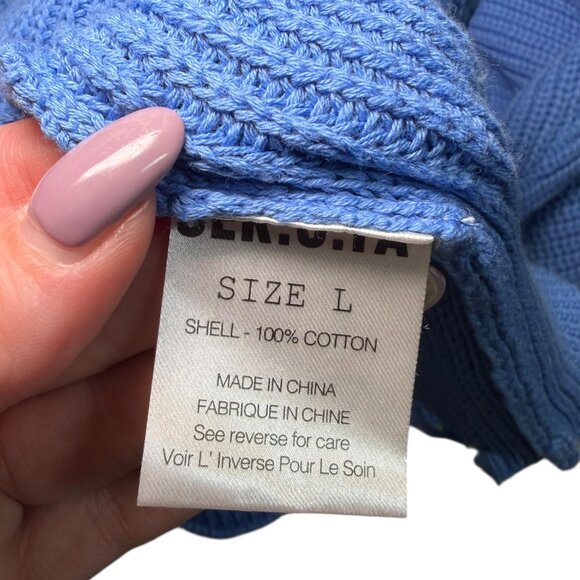 SIZE L
SHELL - 100% COTTON
MADE IN CHINA
FABRIQUE IN CHINE
See reverse for care
Voir L' Inverse Pour Le Soin